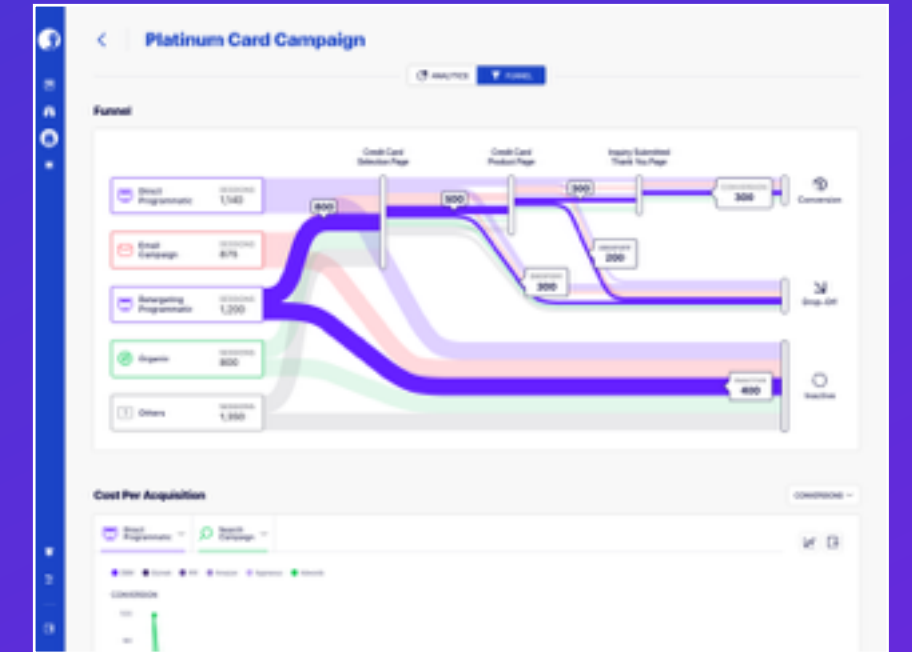 Platinum Card Campaign
ANALYTICS
FUNNEL
Funnel
Credit Card
Selection Page
Credit Card
Product Page
Inquiry Submitted
Thank You Page
Direct
Programmatic
SESSIONS
1,140
800
500
300
CONVERSION
300
Conversion
Email
Campaign
SESSIONS
875
DROPOFF
200
DROPOFF
300
Retargeting
Programmatic
SESSIONS
1,200
Drop-Off
Organic
SESSIONS
800
INACTIVE
400
Inactive
Others
SESSIONS
1,350
Cost Per Acquisition
CONVERSIONS
Direct
Programmatic
Search
Campaign
CONVERSION